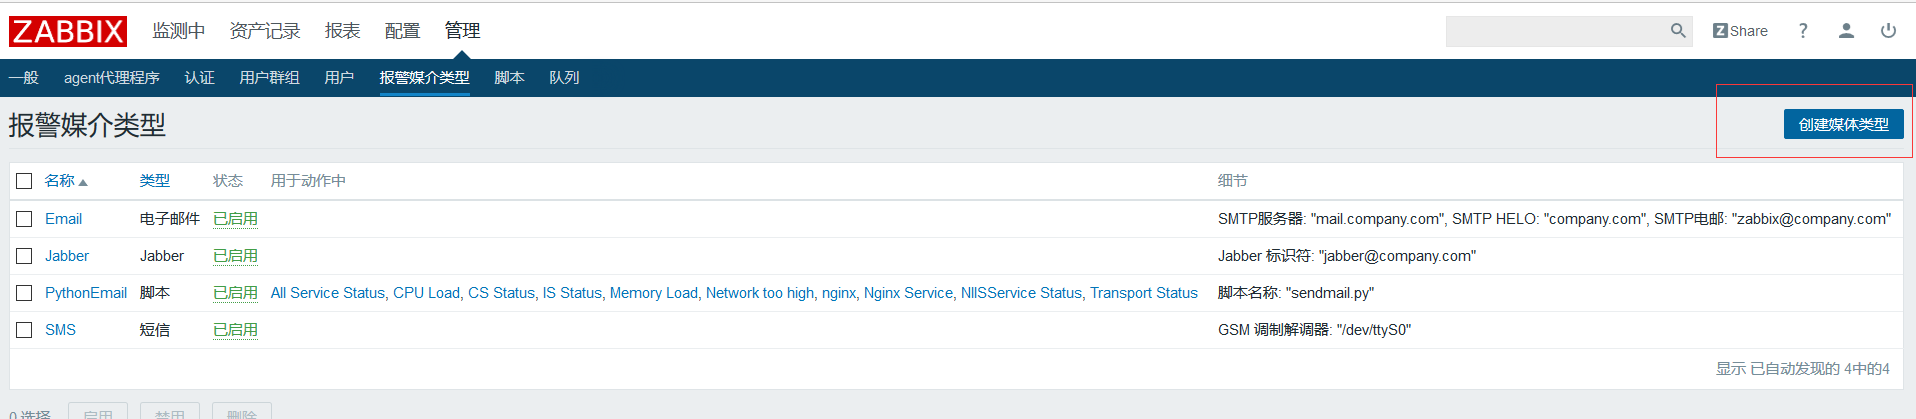 ZABBIX 监测中 资产记录 报表 配置 管理 Share ?
一般 agent代理程序 认证 用户群组 用户 报警媒介类型 脚本 队列
报警媒介类型 创建媒体类型
名称 类型 状态 用于动作中 细节
Email 电子邮件 已启用 SMTP服务器: "mail.company.com", SMTP HELO: "company.com", SMTP电邮: "zabbix@company.com"
Jabber Jabber 已启用 Jabber 标识符: "jabber@company.com"
PythonEmail 脚本 已启用 All Service Status, CPU Load, CS Status, IS Status, Memory Load, Network too high, nginx, Nginx Service, NIISService Status, Transport Status 脚本名称: "sendmail.py"
SMS 短信 已启用 GSM 调制解调器: "/dev/ttyS0"
显示 已自动发现的 4中的4
0 选择 启用 禁用 删除